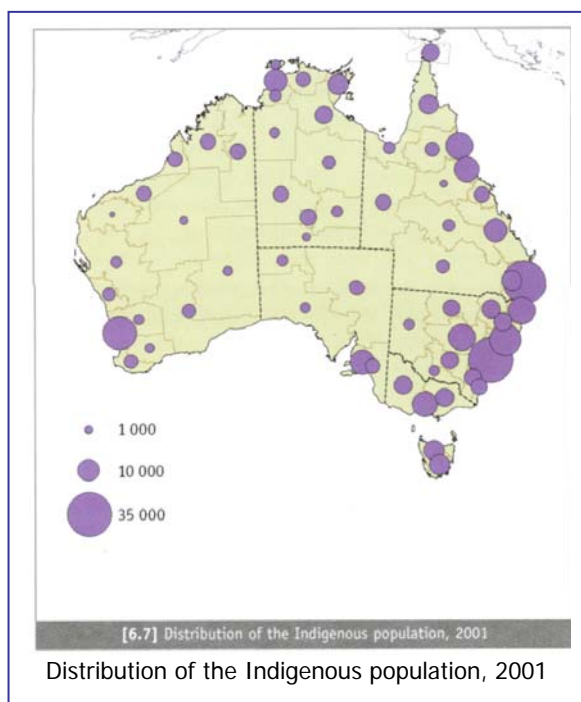 1 000
10 000
35 000
[6.7] Distribution of the Indigenous population, 2001
Distribution of the Indigenous population, 2001